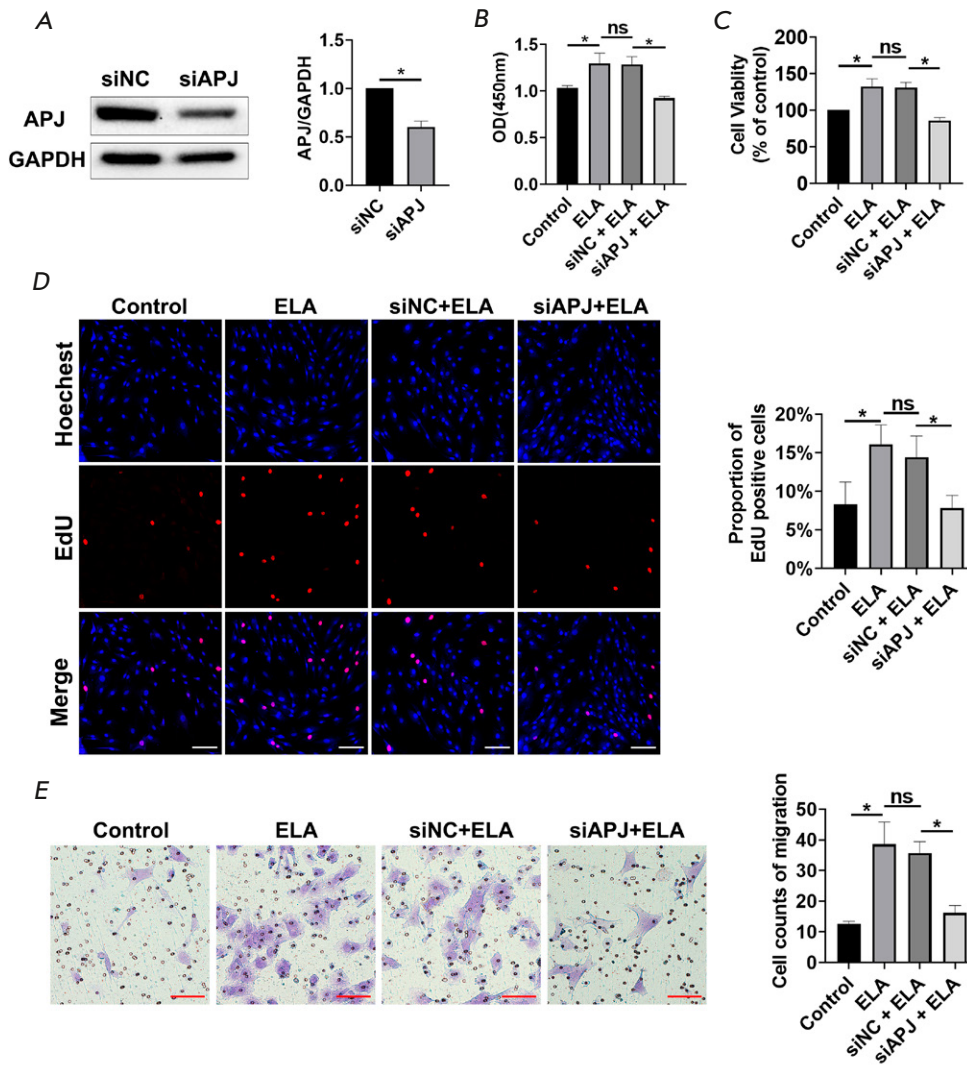 A
siNC siAPJ
APJ
GAPDH
APJ/GAPDH
1.5
1.0
0.5
0.0
*
siNC
siAPJ
B
OD(450nm)
1.5
1.0
0.5
0.0
* ns *
Control
ELA
siNC + ELA
siAPJ + ELA
C
Cell Viablity
(% of control)
150
100
50
0
* ns *
Control
ELA
siNC + ELA
siAPJ + ELA
D
Control ELA siNC+ELA siAPJ+ELA
Hoechest
EdU
Merge
Proportion of
EdU positive cells
20%
15%
10%
5%
0%
* ns *
Control
ELA
siNC + ELA
siAPJ + ELA
E
Control ELA siNC+ELA siAPJ+ELA
Cell counts of migration
50
40
30
20
10
0
* ns *
Control
ELA
siNC + ELA
siAPJ + ELA